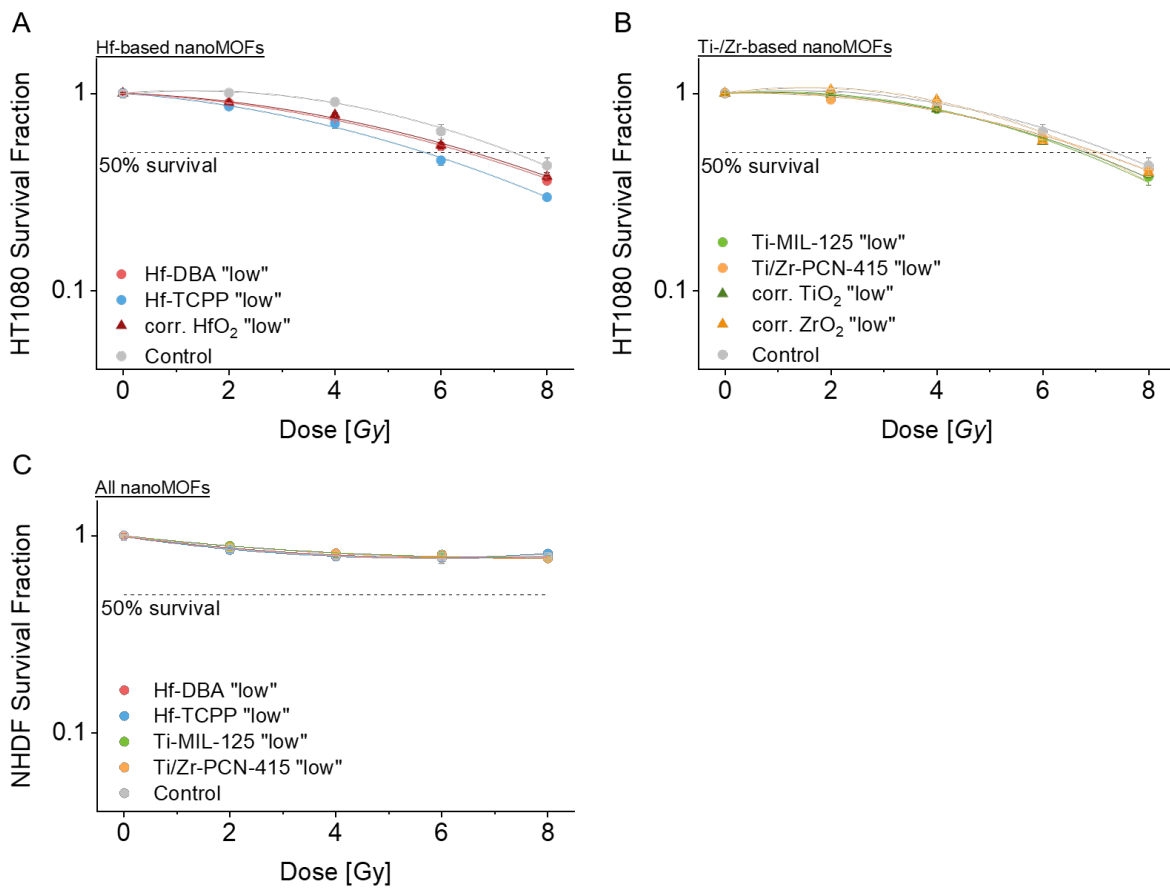 A
Hf-based nanoMOFs
HT1080 Survival Fraction
1
0.1
50% survival
Hf-DBA "low"
Hf-TCPP "low"
corr. HfO2 "low"
Control
0 2 4 6 8
Dose [Gy]
B
Ti-/Zr-based nanoMOFs
HT1080 Survival Fraction
1
0.1
50% survival
Ti-MIL-125 "low"
Ti/Zr-PCN-415 "low"
corr. TiO2 "low"
corr. ZrO2 "low"
Control
0 2 4 6 8
Dose [Gy]
C
All nanoMOFs
NHDF Survival Fraction
1
0.1
50% survival
Hf-DBA "low"
Hf-TCPP "low"
Ti-MIL-125 "low"
Ti/Zr-PCN-415 "low"
Control
0 2 4 6 8
Dose [Gy]